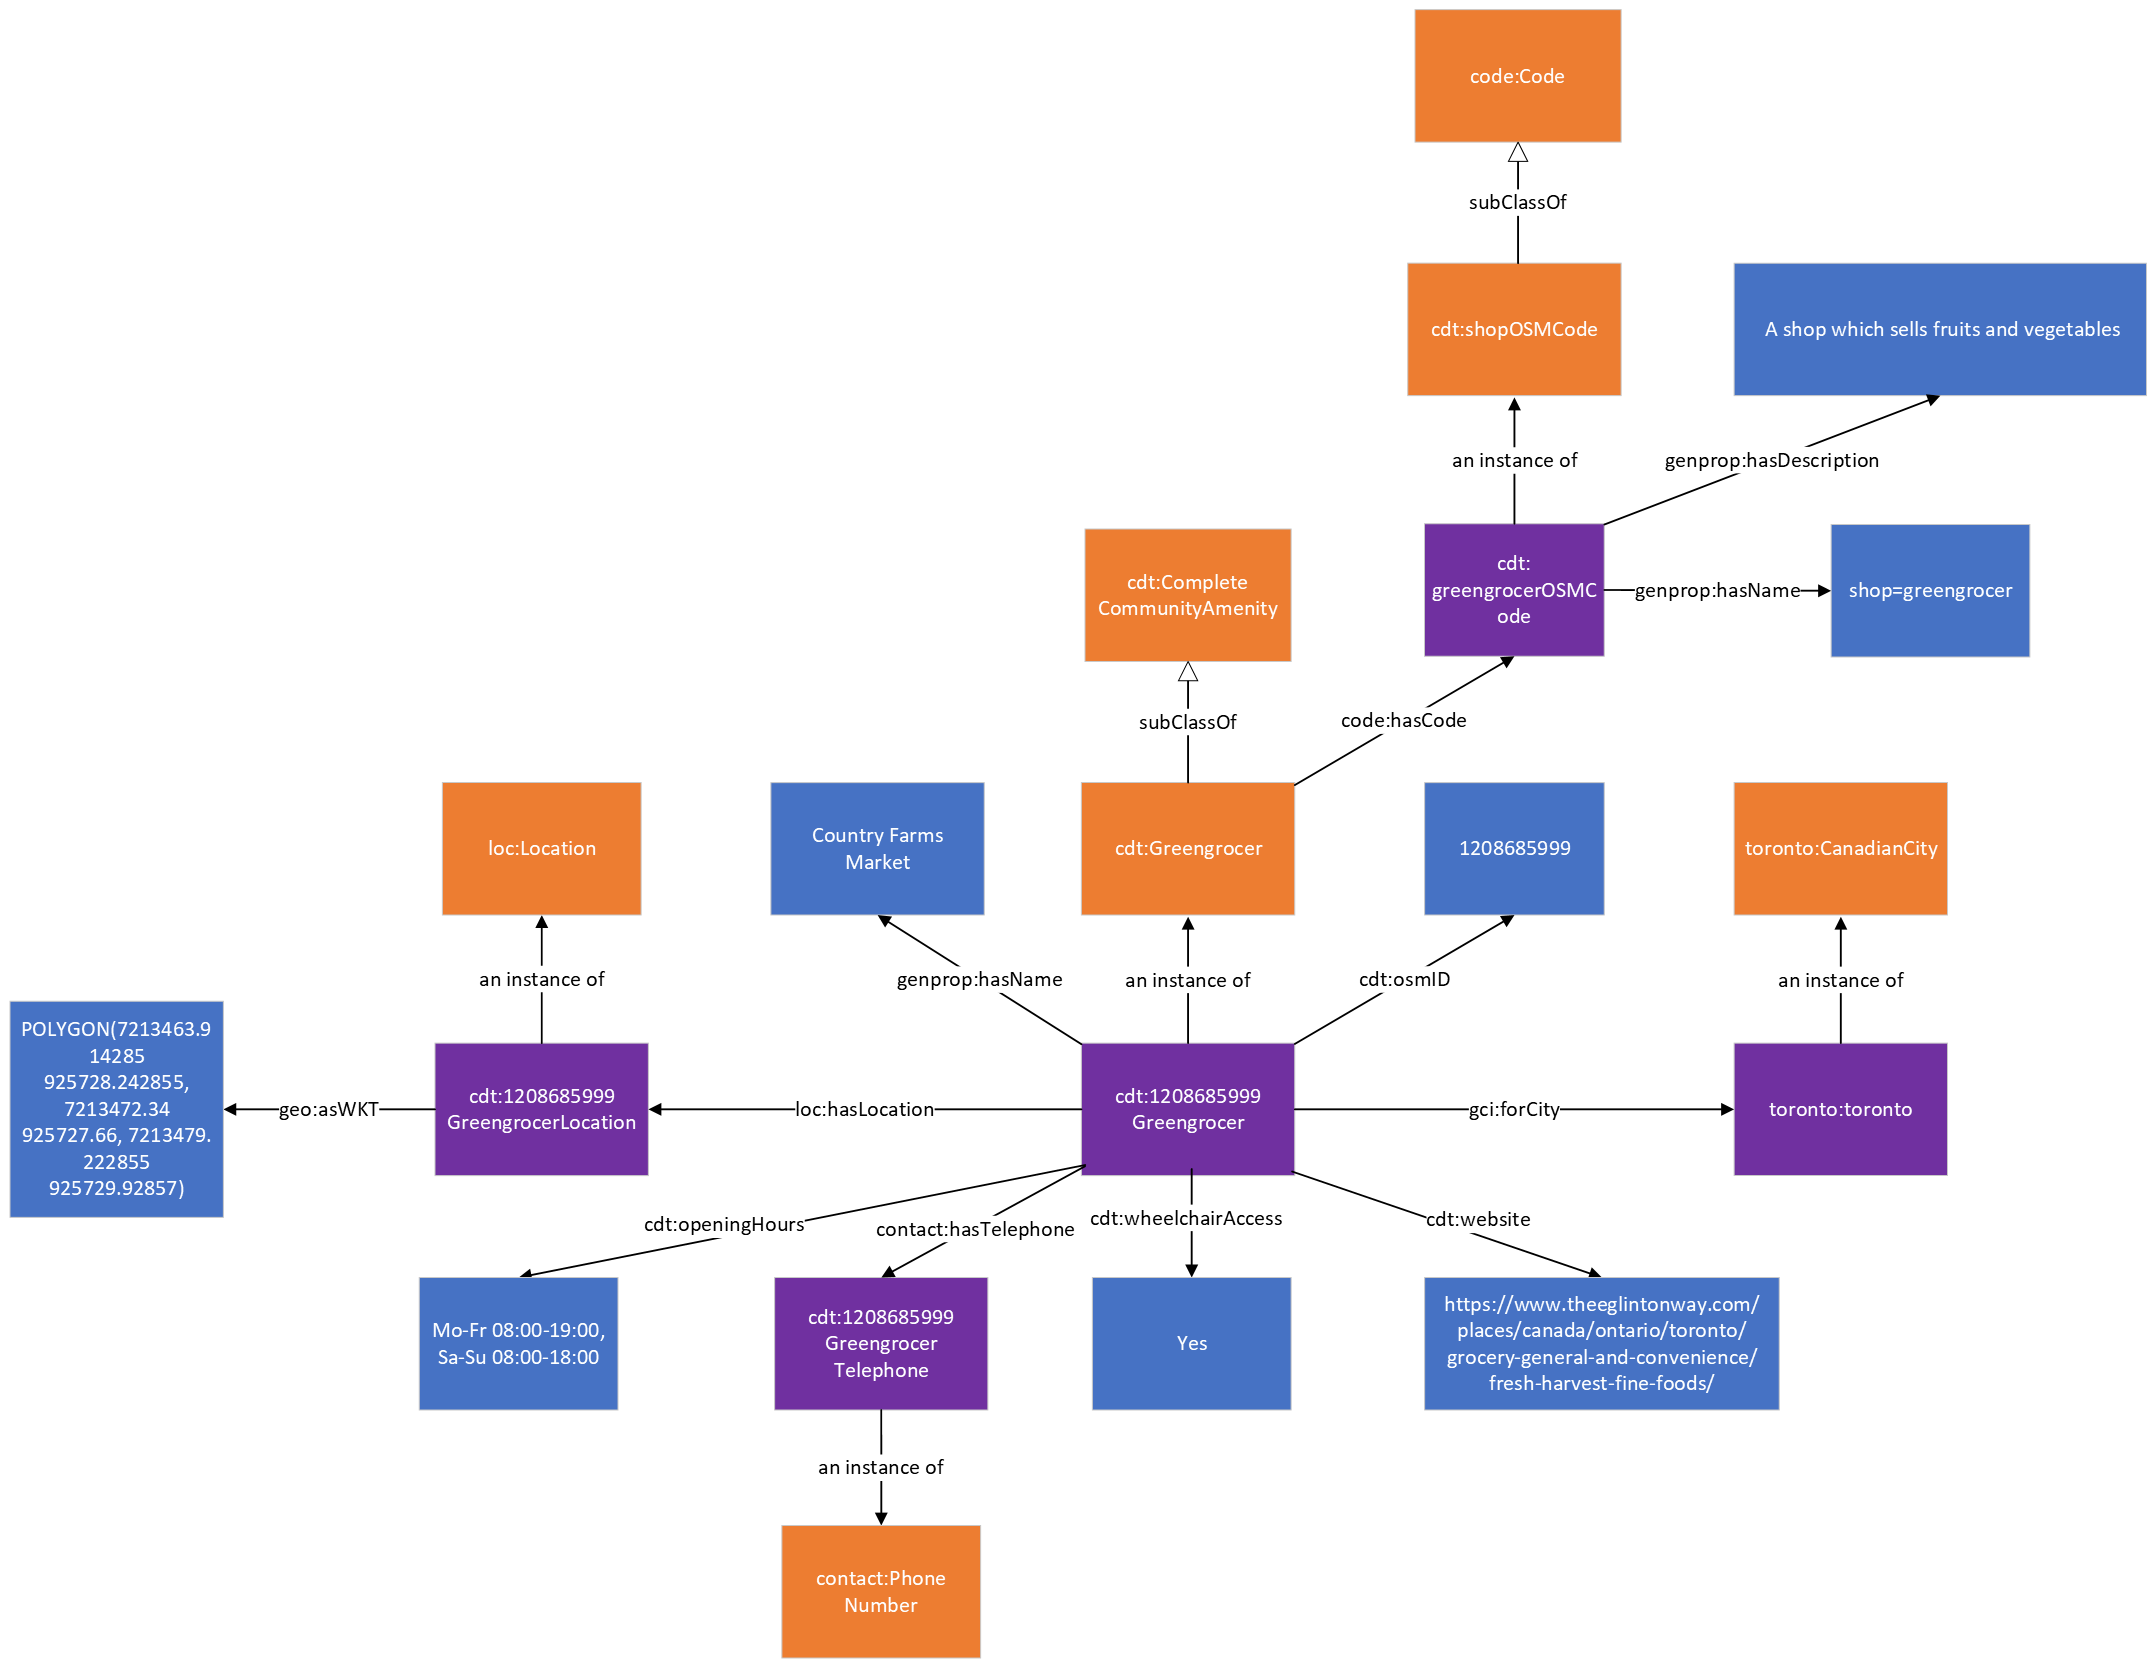 code:Code
subClassOf
cdt:shopOSMCode
A shop which sells fruits and vegetables
an instance of
genprop:hasDescription
cdt:Complete
CommunityAmenity
cdt:
greengrocerOSMC
ode
genprop:hasName
shop=greengrocer
subClassOf
code:hasCode
loc:Location
Country Farms
Market
cdt:Greengrocer
1208685999
toronto:CanadianCity
an instance of
genprop:hasName
an instance of
cdt:osmID
an instance of
POLYGON(7213463.9
14285
925728.242855,
7213472.34
925727.66, 7213479.
222855
925729.92857)
geo:asWKT
cdt:1208685999
GreengrocerLocation
loc:hasLocation
cdt:1208685999
Greengrocer
gci:forCity
toronto:toronto
cdt:openingHours
contact:hasTelephone
cdt:wheelchairAccess
cdt:website
Mo-Fr 08:00-19:00,
Sa-Su 08:00-18:00
cdt:1208685999
Greengrocer
Telephone
Yes
https://www.theeglintonway.com/
places/canada/ontario/toronto/
grocery-general-and-convenience/
fresh-harvest-fine-foods/
an instance of
contact:Phone
Number